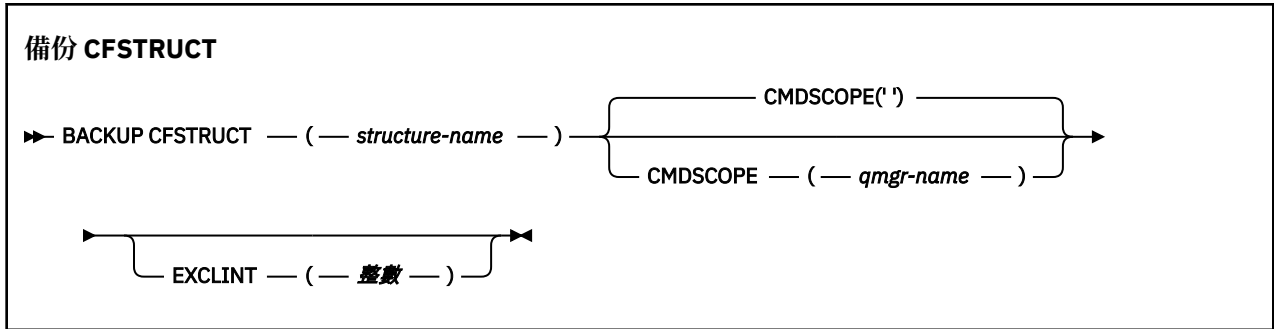 備份 CFSTRUCT
CMDSCOPE(' ')
BACKUP CFSTRUCT ( structure-name )
CMDSCOPE ( qmgr-name )
EXCLINT ( 整數 )